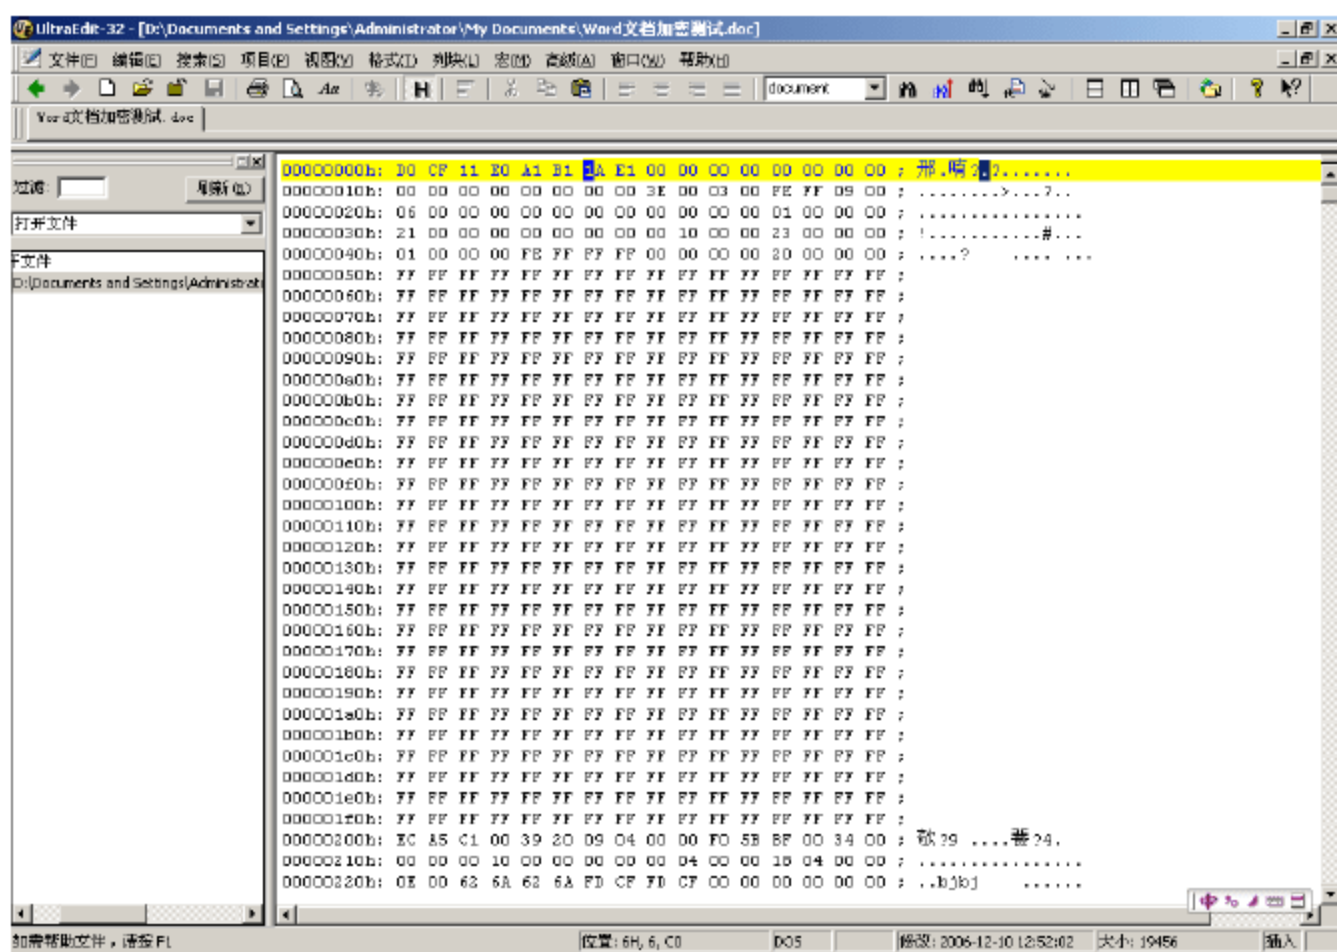 UltraEdit-32 - [D:\Documents and Settings\Administrator\My Documents\Word文档加密测试.doc]
文件(F) 编辑(E) 搜索(S) 项目(P) 视图(V) 格式(T) 列块(L) 宏(M) 高级(A) 窗口(W) 帮助(H)
document
Word文档加密测试.doc
过滤: 刷新(R)
打开文件
开文件
D:\Documents and Settings\Administrati
00000000h: D0 CF 11 E0 A1 B1 1A E1 00 00 00 00 00 00 00 00 ; 邢.唷?.?.......
00000010h: 00 00 00 00 00 00 00 00 3E 00 03 00 FE FF 09 00 ; ........>...?..
00000020h: 06 00 00 00 00 00 00 00 00 00 00 00 01 00 00 00 ; ................
00000030h: 21 00 00 00 00 00 00 00 00 10 00 00 23 00 00 00 ; !...........#...
00000040h: 01 00 00 00 FE FF FF FF 00 00 00 00 20 00 00 00 ; ....? .... ...
00000050h: FF FF FF FF FF FF FF FF FF FF FF FF FF FF FF FF ;
00000060h: FF FF FF FF FF FF FF FF FF FF FF FF FF FF FF FF ;
00000070h: FF FF FF FF FF FF FF FF FF FF FF FF FF FF FF FF ;
00000080h: FF FF FF FF FF FF FF FF FF FF FF FF FF FF FF FF ;
00000090h: FF FF FF FF FF FF FF FF FF FF FF FF FF FF FF FF ;
000000a0h: FF FF FF FF FF FF FF FF FF FF FF FF FF FF FF FF ;
000000b0h: FF FF FF FF FF FF FF FF FF FF FF FF FF FF FF FF ;
000000c0h: FF FF FF FF FF FF FF FF FF FF FF FF FF FF FF FF ;
000000d0h: FF FF FF FF FF FF FF FF FF FF FF FF FF FF FF FF ;
000000e0h: FF FF FF FF FF FF FF FF FF FF FF FF FF FF FF FF ;
000000f0h: FF FF FF FF FF FF FF FF FF FF FF FF FF FF FF FF ;
00000100h: FF FF FF FF FF FF FF FF FF FF FF FF FF FF FF FF ;
00000110h: FF FF FF FF FF FF FF FF FF FF FF FF FF FF FF FF ;
00000120h: FF FF FF FF FF FF FF FF FF FF FF FF FF FF FF FF ;
00000130h: FF FF FF FF FF FF FF FF FF FF FF FF FF FF FF FF ;
00000140h: FF FF FF FF FF FF FF FF FF FF FF FF FF FF FF FF ;
00000150h: FF FF FF FF FF FF FF FF FF FF FF FF FF FF FF FF ;
00000160h: FF FF FF FF FF FF FF FF FF FF FF FF FF FF FF FF ;
00000170h: FF FF FF FF FF FF FF FF FF FF FF FF FF FF FF FF ;
00000180h: FF FF FF FF FF FF FF FF FF FF FF FF FF FF FF FF ;
00000190h: FF FF FF FF FF FF FF FF FF FF FF FF FF FF FF FF ;
000001a0h: FF FF FF FF FF FF FF FF FF FF FF FF FF FF FF FF ;
000001b0h: FF FF FF FF FF FF FF FF FF FF FF FF FF FF FF FF ;
000001c0h: FF FF FF FF FF FF FF FF FF FF FF FF FF FF FF FF ;
000001d0h: FF FF FF FF FF FF FF FF FF FF FF FF FF FF FF FF ;
000001e0h: FF FF FF FF FF FF FF FF FF FF FF FF FF FF FF FF ;
000001f0h: FF FF FF FF FF FF FF FF FF FF FF FF FF FF FF FF ;
00000200h: EC A5 C1 00 39 20 09 04 00 00 F0 5B BF 00 34 00 ; ?9 .... ?4.
00000210h: 00 00 00 10 00 00 00 00 00 04 00 00 18 04 00 00 ; ................
00000220h: 0E 00 62 6A 62 6A FD CF FD CF 00 00 00 00 00 00 ; ..bjbj ......
中
如需帮助文件，请按 F1 位置: 6H, 6, C0 DOS 修改: 2006-12-10 12:52:02 大小: 19456 插入